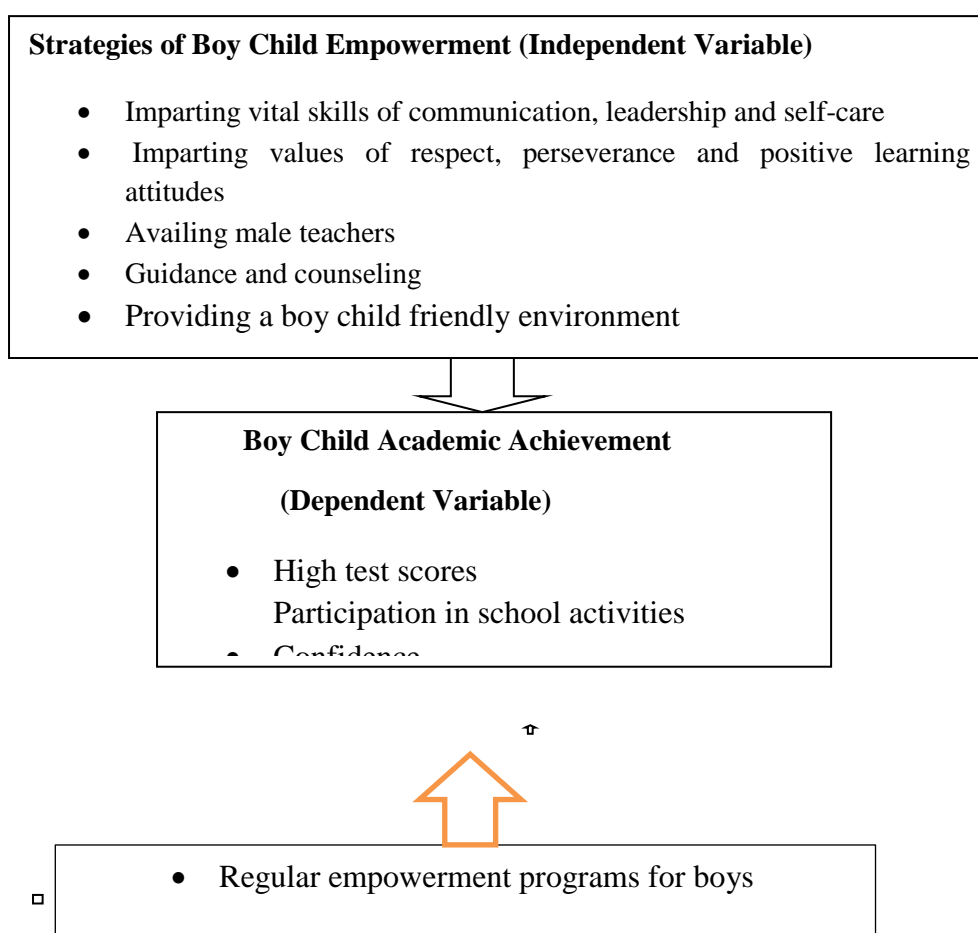 Strategies of Boy Child Empowerment (Independent Variable)
• Imparting vital skills of communication, leadership and self-care
• Imparting values of respect, perseverance and positive learning
attitudes
• Availing male teachers
• Guidance and counseling
• Providing a boy child friendly environment
Boy Child Academic Achievement
(Dependent Variable)
• High test scores
Participation in school activities
• Confidence
• Regular empowerment programs for boys